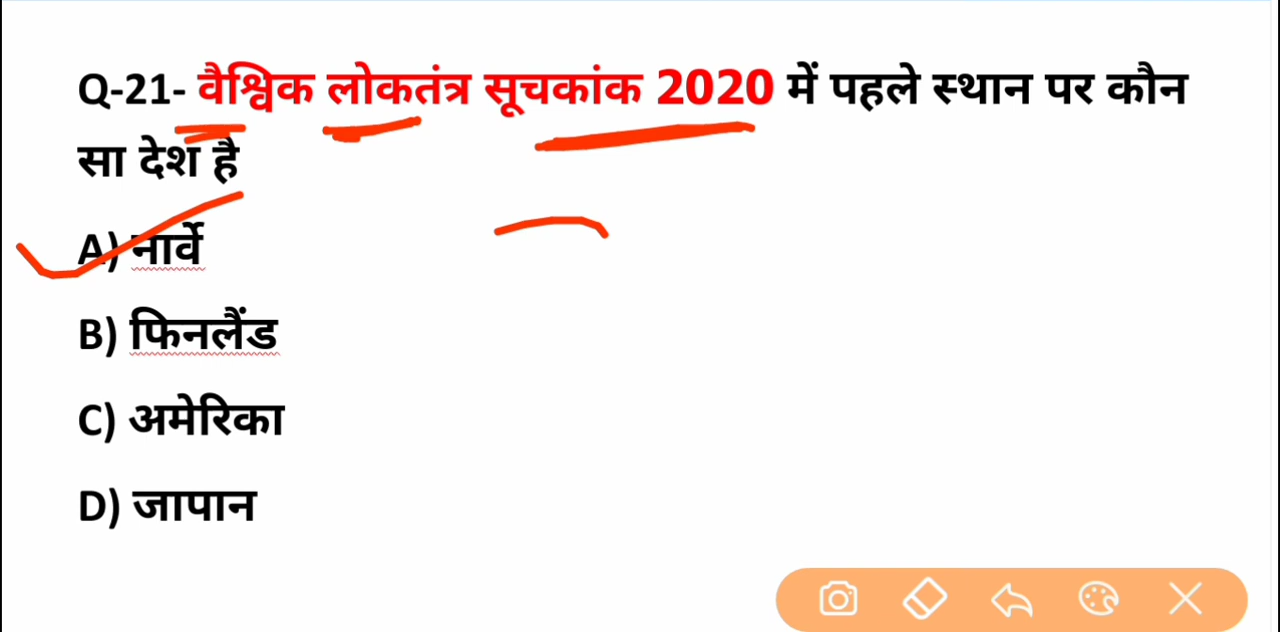 Q-21- वैश्विक लोकतंत्र सूचकांक 2020 में पहले स्थान पर कौन
सा देश है
A) नार्वे
B) फिनलैंड
C) अमेरिका
D) जापान